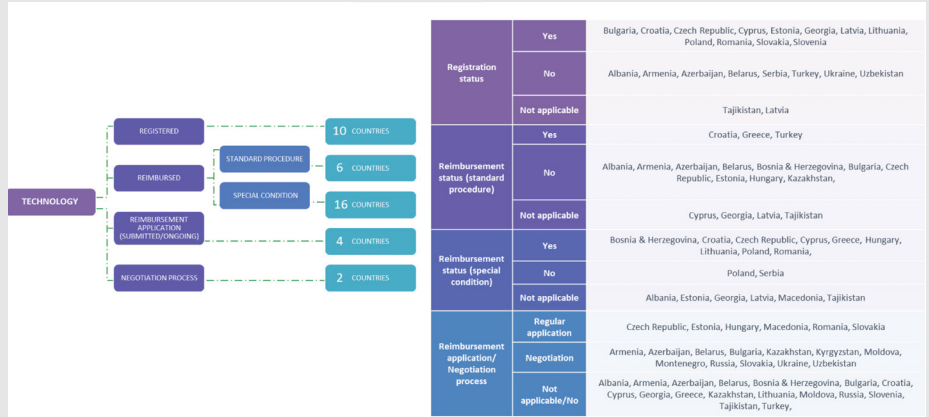 TECHNOLOGY
REGISTERED
REIMBURSED
REIMBURSEMENT
APPLICATION
(SUBMITTED/ONGOING)
NEGOTIATION PROCESS
STANDARD PROCEDURE
SPECIAL CONDITION
10 COUNTRIES
6 COUNTRIES
16 COUNTRIES
4 COUNTRIES
2 COUNTRIES
Registration
status
Yes
Bulgaria, Croatia, Czech Republic, Cyprus, Estonia, Georgia, Latvia, Lithuania,
Poland, Romania, Slovakia, Slovenia
No
Albania, Armenia, Azerbaijan, Belarus, Serbia, Turkey, Ukraine, Uzbekistan
Not applicable
Tajikistan, Latvia
Reimbursement
status (standard
procedure)
Yes
Croatia, Greece, Turkey
No
Albania, Armenia, Azerbaijan, Belarus, Bosnia & Herzegovina, Bulgaria, Czech
Republic, Estonia, Hungary, Kazakhstan,
Not applicable
Cyprus, Georgia, Latvia, Tajikistan
Reimbursement
status (special
condition)
Yes
Bosnia & Herzegovina, Croatia, Czech Republic, Cyprus, Greece, Hungary,
Lithuania, Poland, Romania,
No
Poland, Serbia
Not applicable
Albania, Estonia, Georgia, Latvia, Macedonia, Tajikistan
Reimbursement
application/
Negotiation
process
Regular
application
Czech Republic, Estonia, Hungary, Macedonia, Romania, Slovakia
Negotiation
Armenia, Azerbaijan, Belarus, Bulgaria, Kazakhstan, Kyrgyzstan, Moldova,
Montenegro, Russia, Slovakia, Ukraine, Uzbekistan
Not
applicable/No
Albania, Armenia, Azerbaijan, Belarus, Bosnia & Herzegovina, Bulgaria, Croatia,
Cyprus, Georgia, Greece, Kazakhstan, Lithuania, Moldova, Russia, Slovenia,
Tajikistan, Turkey,